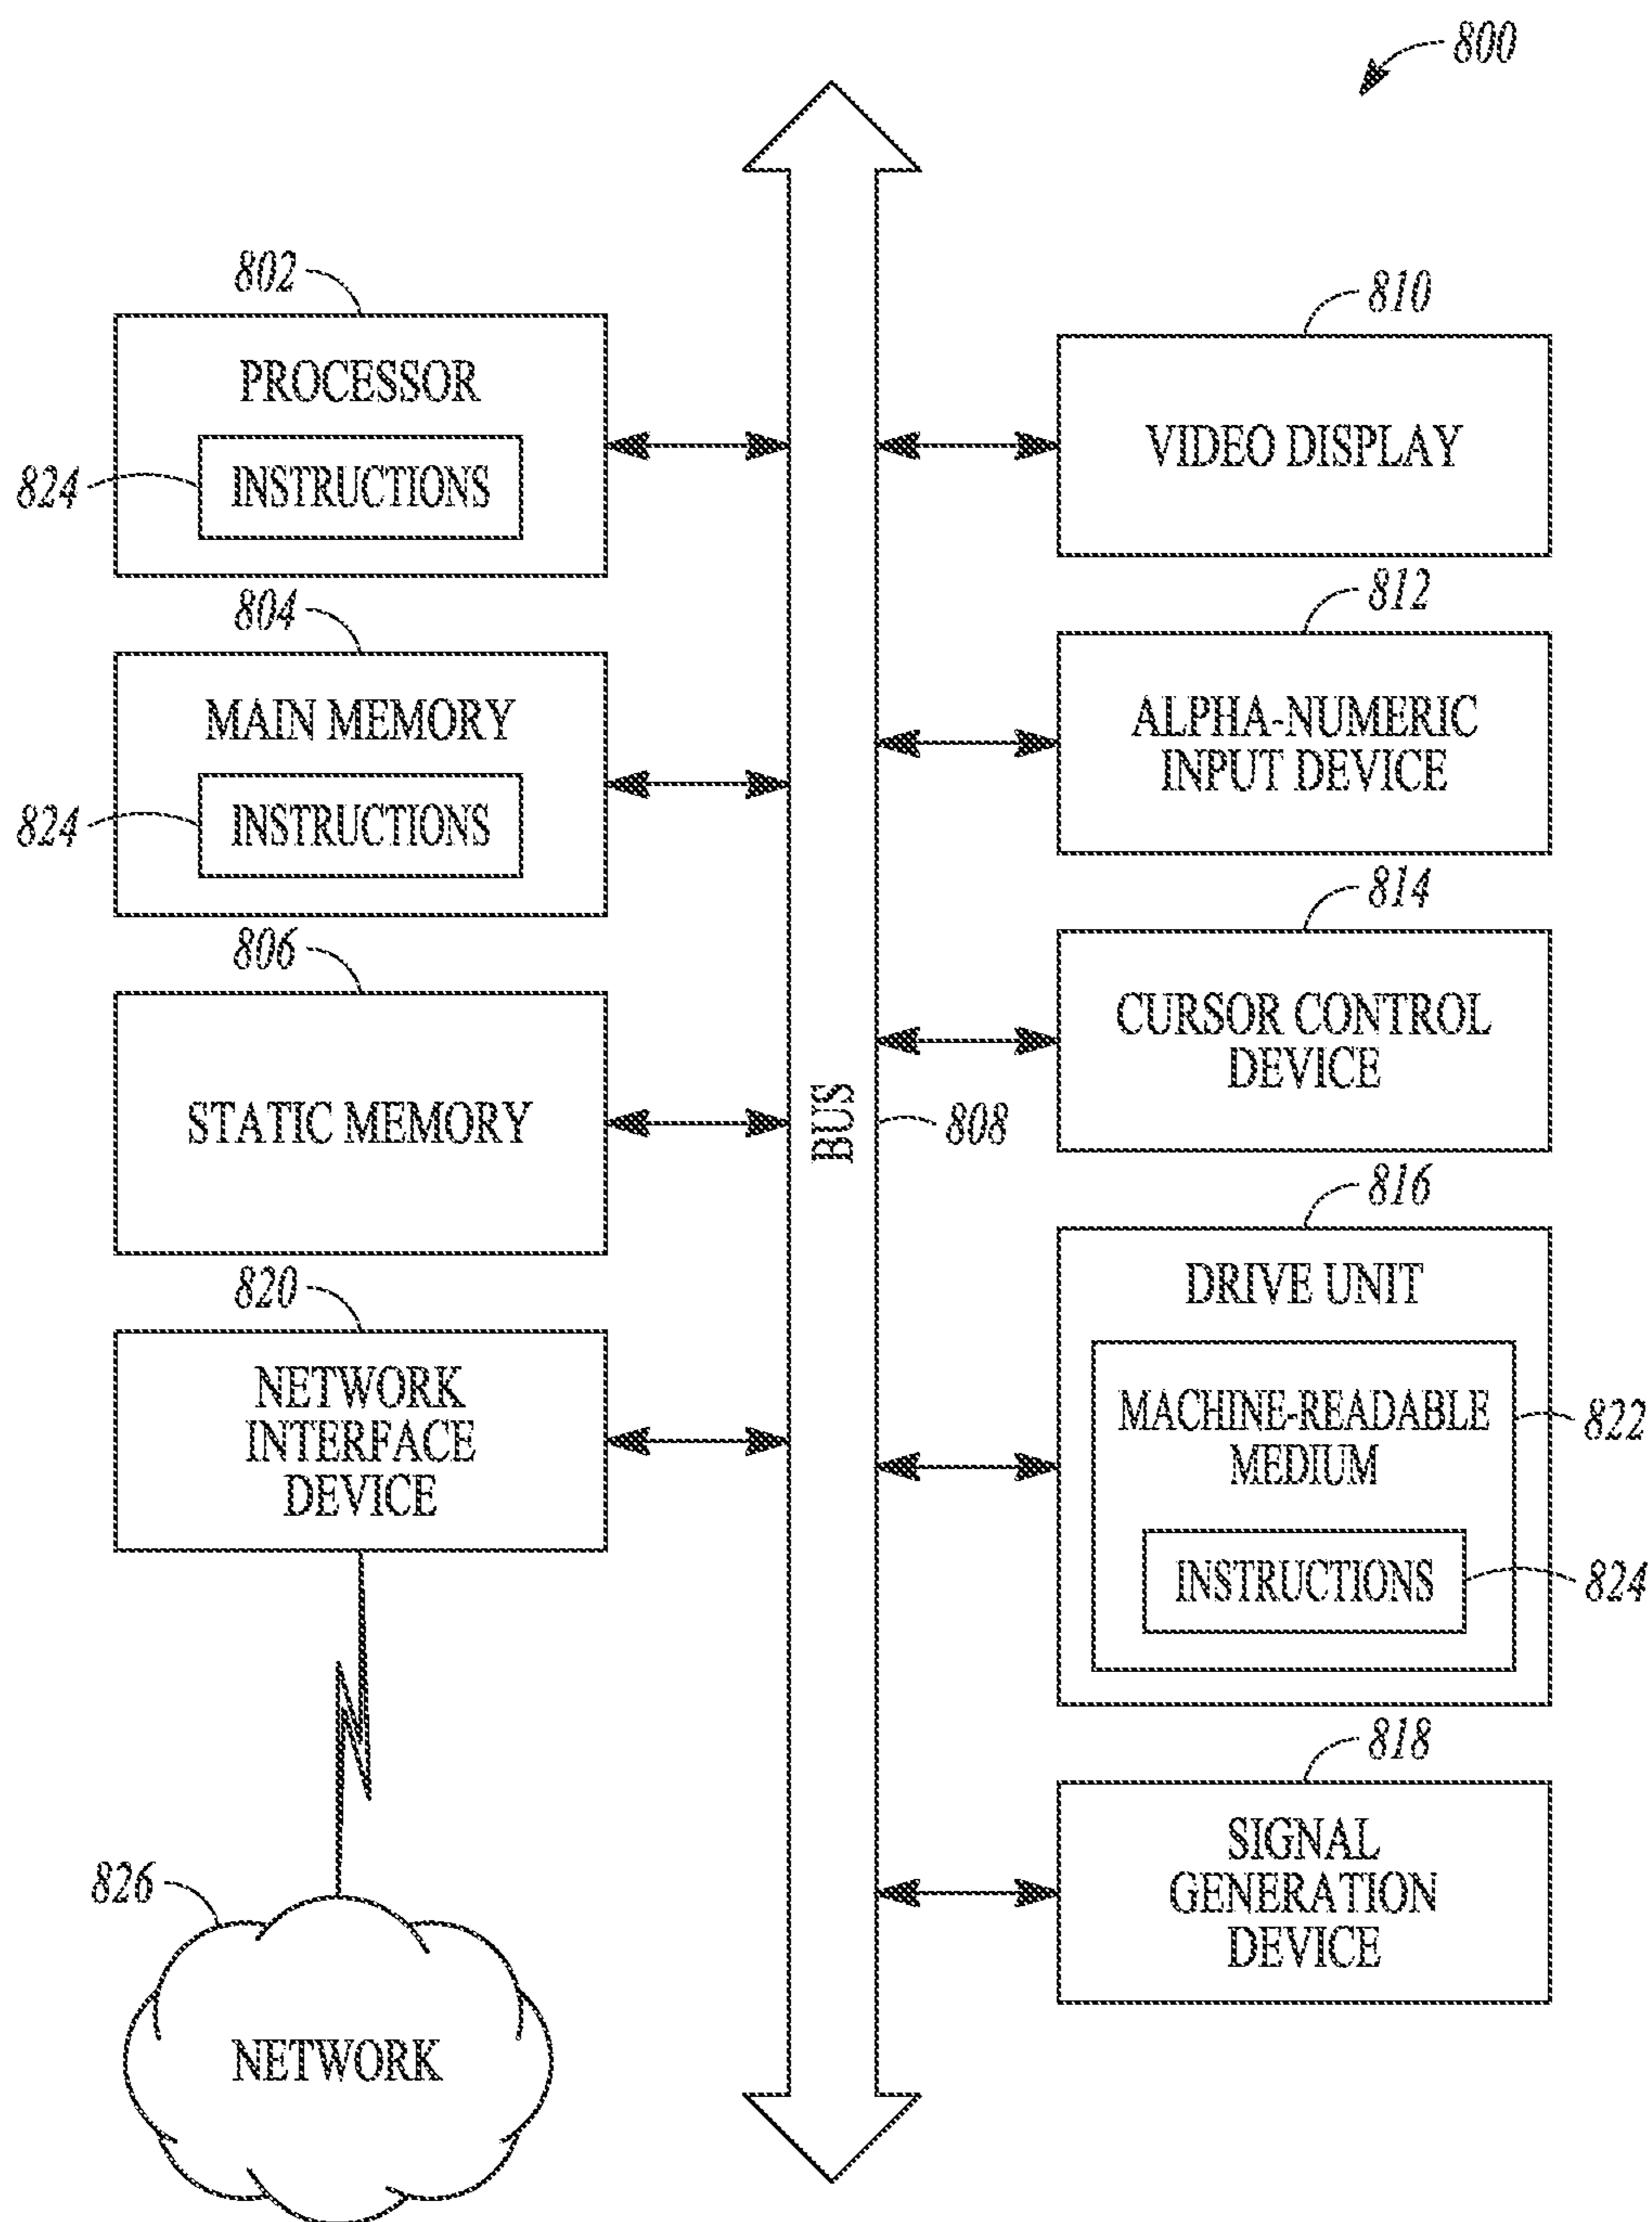 800
802
PROCESSOR
824
INSTRUCTIONS
804
MAIN MEMORY
824
INSTRUCTIONS
806
STATIC MEMORY
820
NETWORK
INTERFACE
DEVICE
826
NETWORK
BUS
808
810
VIDEO DISPLAY
812
ALPHA-NUMERIC
INPUT DEVICE
814
CURSOR CONTROL
DEVICE
816
DRIVE UNIT
MACHINE-READABLE
MEDIUM
822
INSTRUCTIONS
824
818
SIGNAL
GENERATION
DEVICE